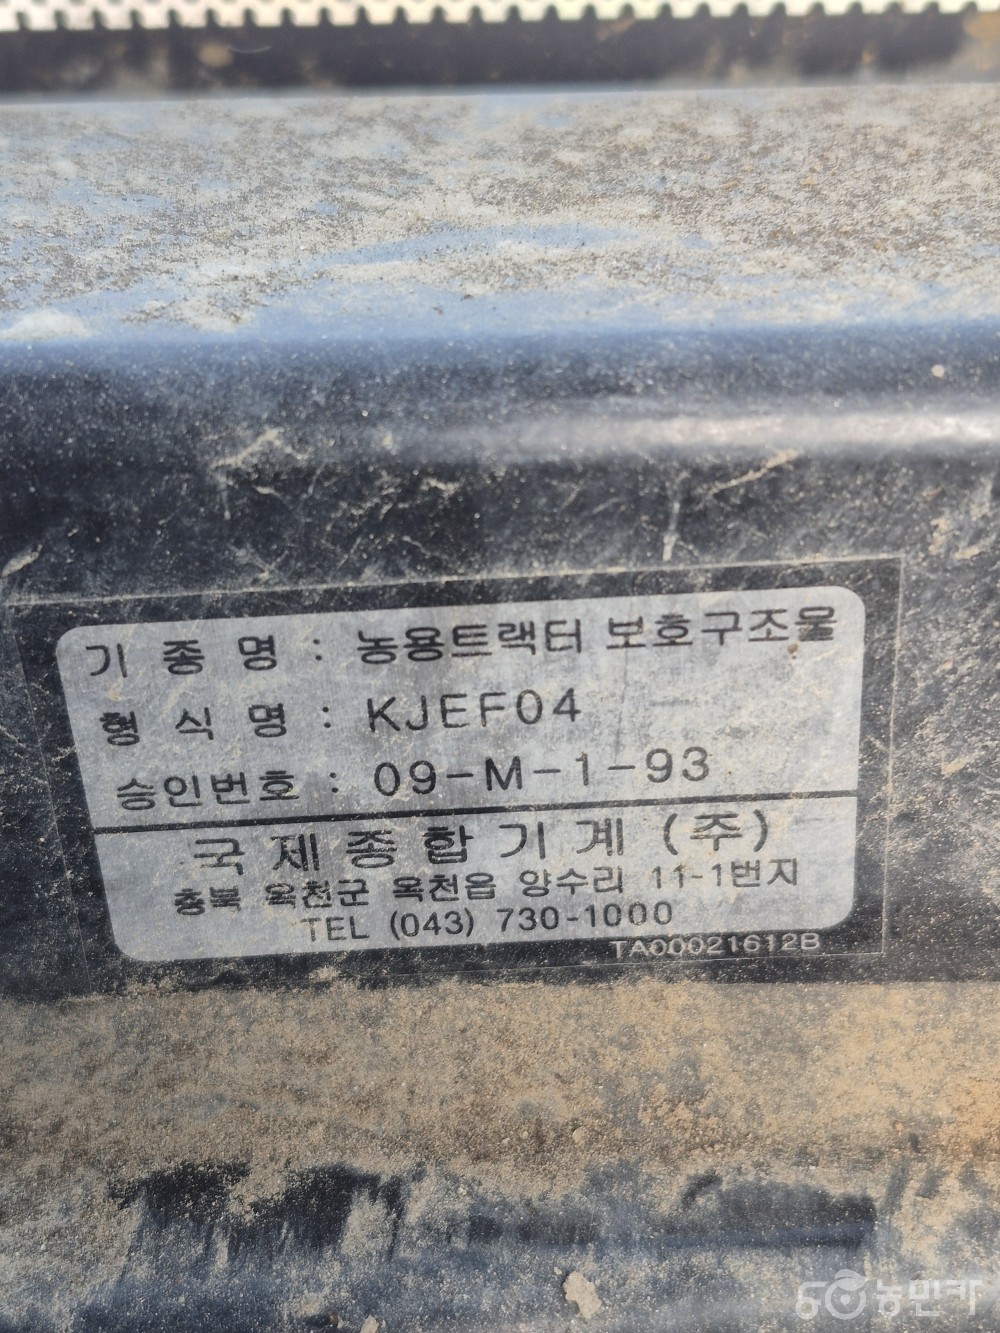 기 종 명 : 농용트랙터 보호구조물
형 식 명 : KJEF04
승인번호 : 09-M-1-93
국 제 종 합 기 계 (주)
충북 옥천군 옥천읍 양수리 11-1번지
TEL (043) 730-1000
TA00021612B
농민카